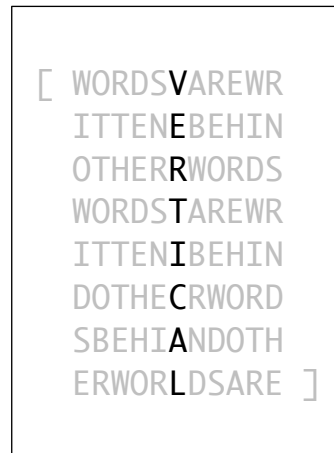 [ WORDSVAREWR
ITTENEBEHIN
OTHERRWORDS
WORDSTAREWR
ITTENIBEHIN
DOTHECRWORD
SBEHIANDOTH
ERWORLDSARE ]